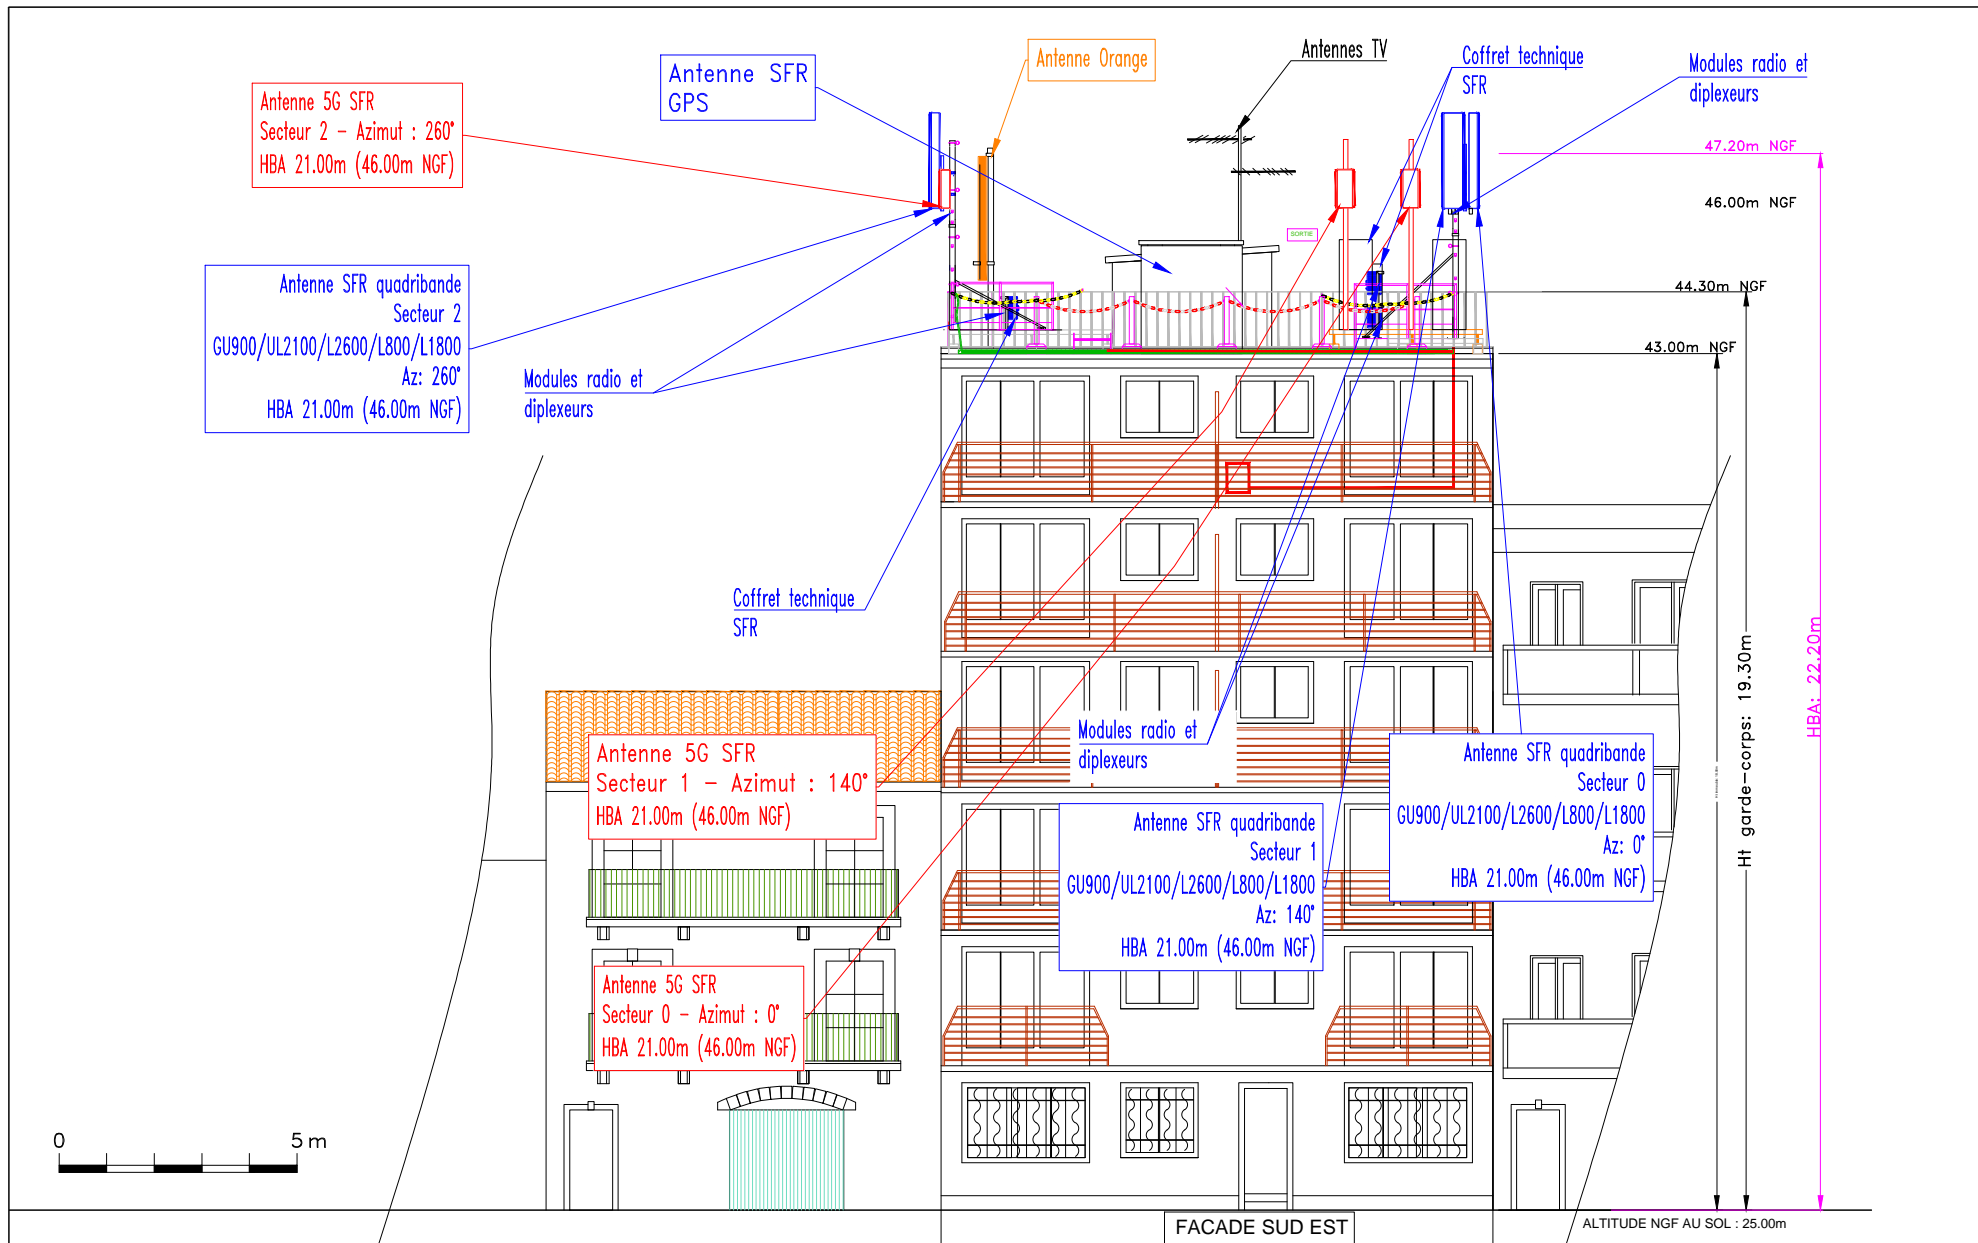 Antenne 5G SFR
Secteur 2 - Azimut : 260°
HBA 21.00m (46.00m NGF)
Antenne SFR
GPS
Antenne Orange
Antennes TV
Coffret technique
SFR
Modules radio et
diplexeurs
47.20m NGF
46.00m NGF
SORTIE
44.30m NGF
43.00m NGF
Antenne SFR quadribande
Secteur 2
GU900/UL2100/L2600/L800/L1800
Az: 260°
HBA 21.00m (46.00m NGF)
Modules radio et
diplexeurs
Coffret technique
SFR
Ht garde-corps: 19.30m
HBA: 22.20m
Modules radio et
diplexeurs
Antenne 5G SFR
Secteur 1 - Azimut : 140°
HBA 21.00m (46.00m NGF)
Antenne SFR quadribande
Secteur 0
GU900/UL2100/L2600/L800/L1800
Az: 0°
HBA 21.00m (46.00m NGF)
Antenne SFR quadribande
Secteur 1
GU900/UL2100/L2600/L800/L1800
Az: 140°
HBA 21.00m (46.00m NGF)
Antenne 5G SFR
Secteur 0 - Azimut : 0°
HBA 21.00m (46.00m NGF)
0 5 m
FACADE SUD EST
ALTITUDE NGF AU SOL : 25.00m